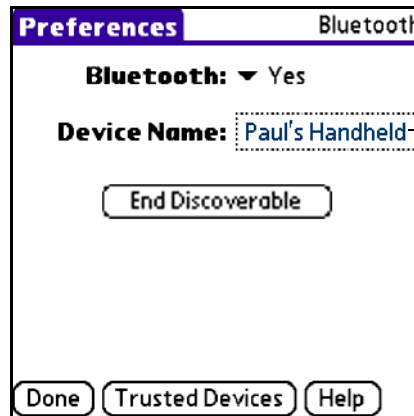 Preferences Bluetooth
Bluetooth: Yes
Device Name: Paul's Handheld
End Discoverable
Done Trusted Devices Help